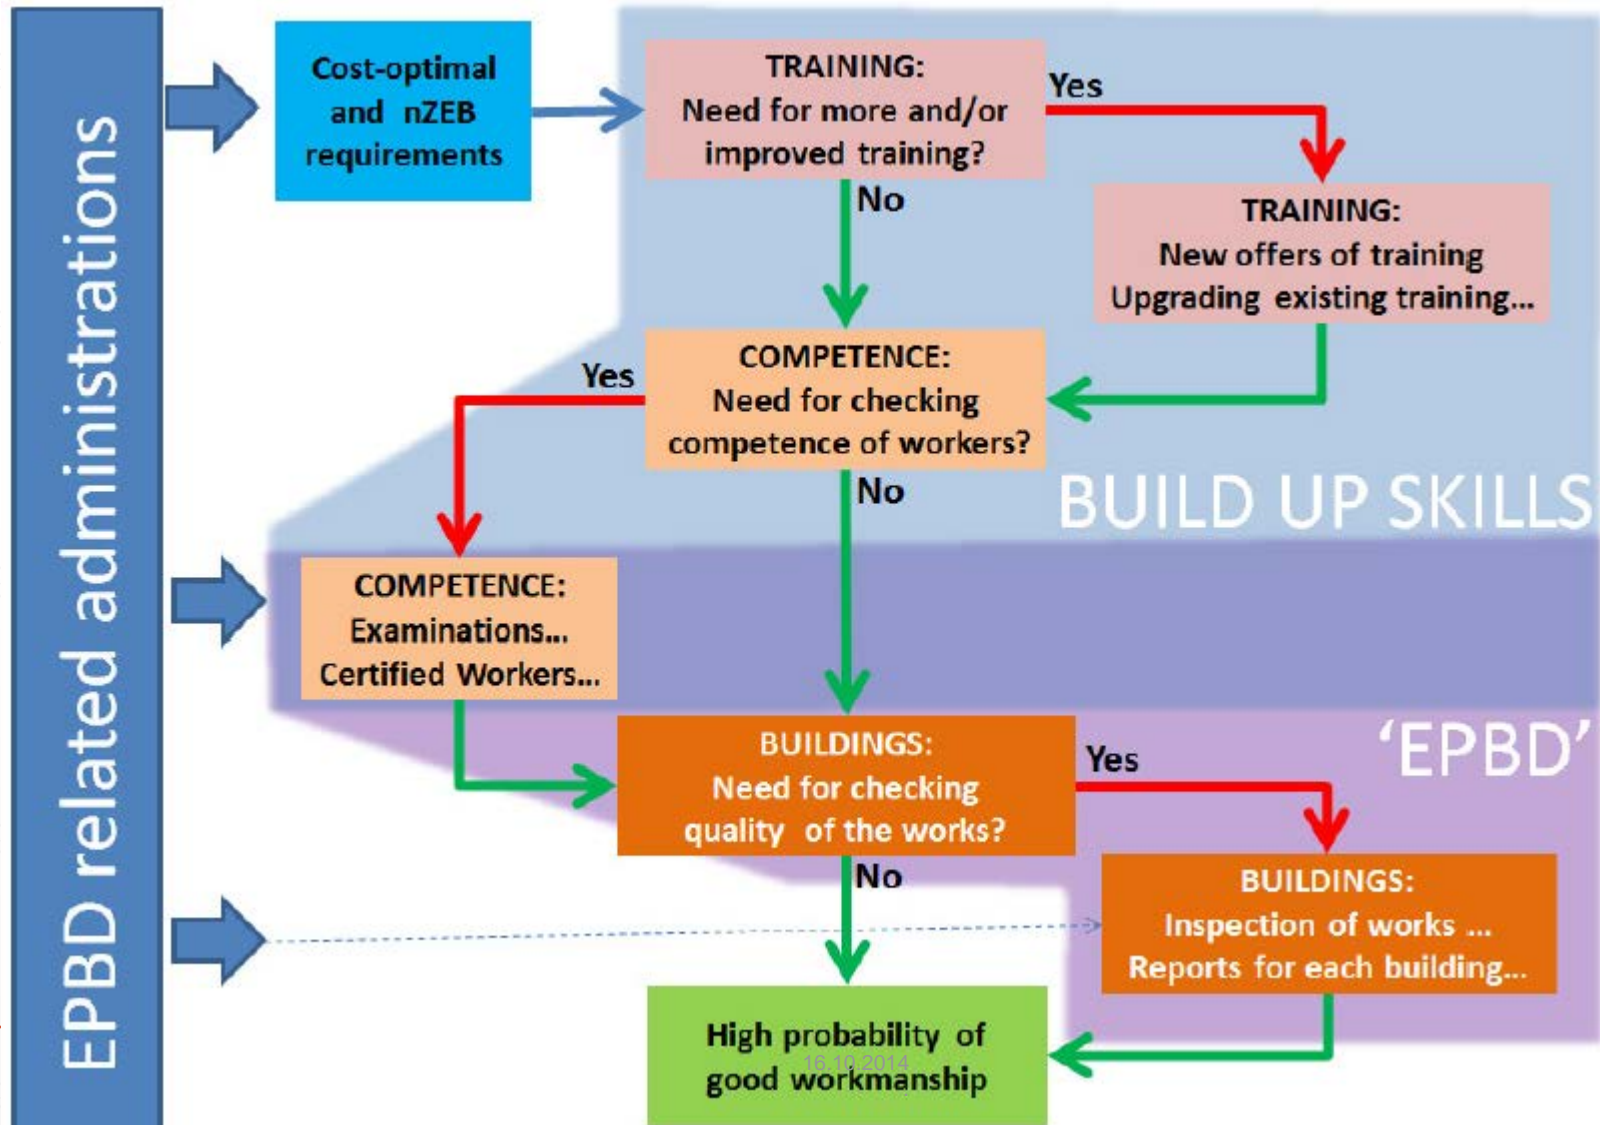 EPBD related administrations
Cost-optimal
and nZEB
requirements
TRAINING:
Need for more and/or
improved training?
Yes
No
TRAINING:
New offers of training
Upgrading existing training...
COMPETENCE:
Need for checking
competence of workers?
Yes
No
BUILD UP SKILLS
COMPETENCE:
Examinations...
Certified Workers...
BUILDINGS:
Need for checking
quality of the works?
Yes
No
'EPBD'
BUILDINGS:
Inspection of works ...
Reports for each building...
High probability of
16.10.2014
good workmanship